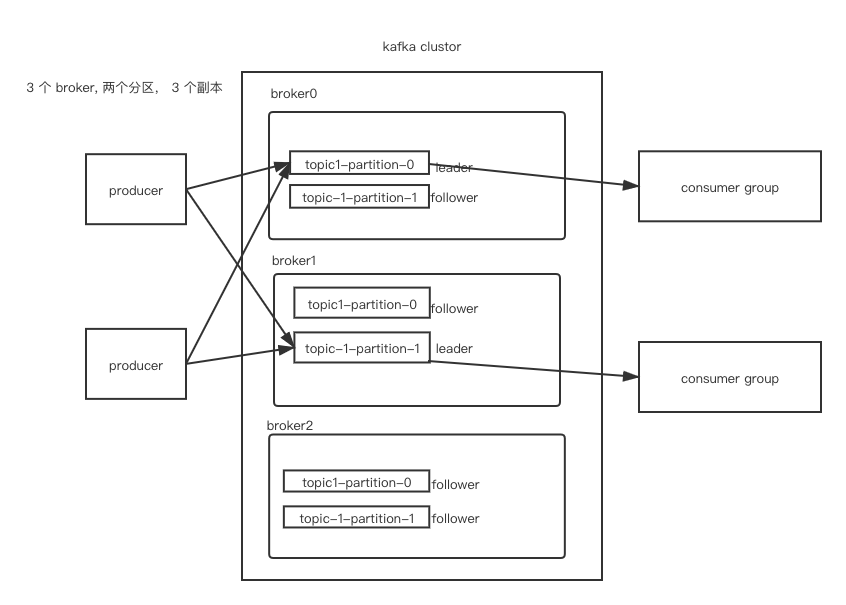 kafka clustor
3 个 broker, 两个分区， 3 个副本
broker0
topic1-partition-0
leader
topic-1-partition-1
follower
producer
consumer group
broker1
topic1-partition-0
follower
topic-1-partition-1
leader
producer
consumer group
broker2
topic1-partition-0
follower
topic-1-partition-1
follower